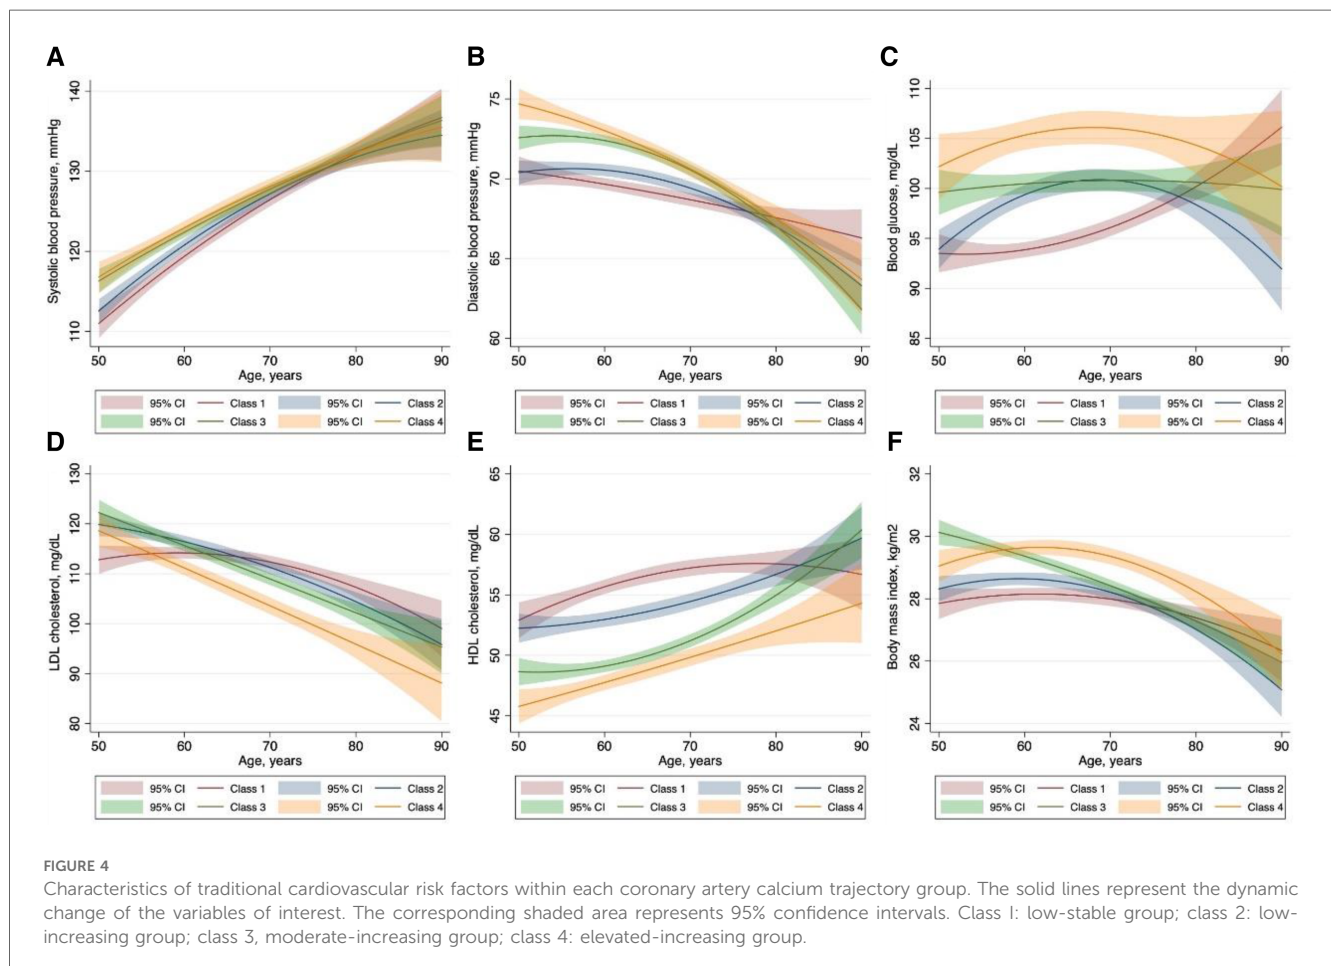 A
B
C
Systolic blood pressure, mmHg
140
130
120
110
50 60 70 80 90
Age, years
95% CI Class 1 95% CI Class 2
95% CI Class 3 95% CI Class 4
Diastolic blood pressure, mmHg
75
70
65
60
50 60 70 80 90
Age, years
95% CI Class 1 95% CI Class 2
95% CI Class 3 95% CI Class 4
Blood glucose, mg/dL
110
105
100
95
90
85
50 60 70 80 90
Age, years
95% CI Class 1 95% CI Class 2
95% CI Class 3 95% CI Class 4
D
E
F
LDL cholesterol, mg/dL
130
120
110
100
90
80
50 60 70 80 90
Age, years
95% CI Class 1 95% CI Class 2
95% CI Class 3 95% CI Class 4
HDL cholesterol, mg/dL
65
60
55
50
45
50 60 70 80 90
Age, years
95% CI Class 1 95% CI Class 2
95% CI Class 3 95% CI Class 4
Body mass index, kg/m2
32
30
28
26
24
50 60 70 80 90
Age, years
95% CI Class 1 95% CI Class 2
95% CI Class 3 95% CI Class 4
FIGURE 4
Characteristics of traditional cardiovascular risk factors within each coronary artery calcium trajectory group. The solid lines represent the dynamic
change of the variables of interest. The corresponding shaded area represents 95% confidence intervals. Class I: low-stable group; class 2: low-
increasing group; class 3, moderate-increasing group; class 4: elevated-increasing group.